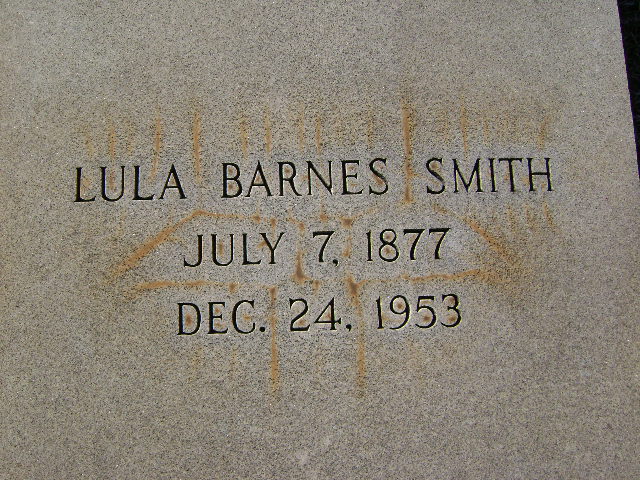 LULA BARNES SMITH
JULY 7, 1877
DEC. 24, 1953